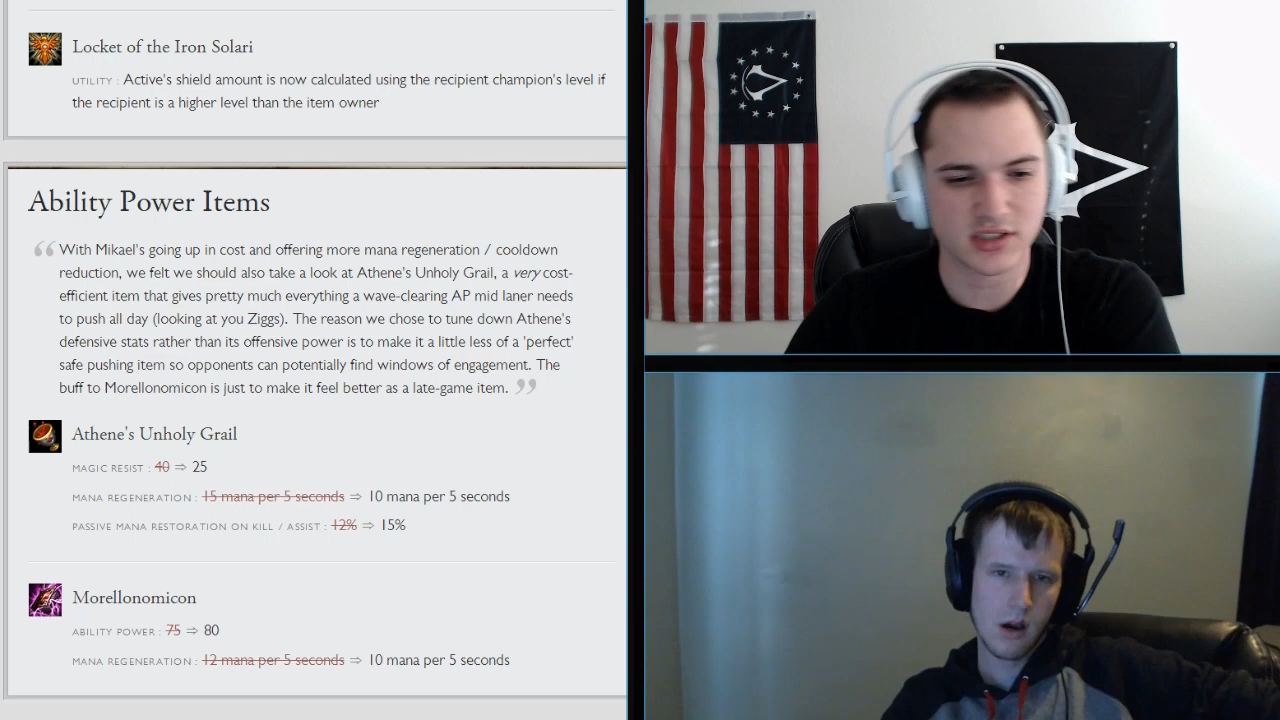 Locket of the Iron Solari
UTILITY : Active's shield amount is now calculated using the recipient champion's level if
the recipient is a higher level than the item owner
Ability Power Items
“ With Mikael's going up in cost and offering more mana regeneration / cooldown
reduction, we felt we should also take a look at Athene's Unholy Grail, a very cost-
efficient item that gives pretty much everything a wave-clearing AP mid laner needs
to push all day (looking at you Ziggs). The reason we chose to tune down Athene's
defensive stats rather than its offensive power is to make it a little less of a 'perfect'
safe pushing item so opponents can potentially find windows of engagement. The
buff to Morellonomicon is just to make it feel better as a late-game item. ”
Athene's Unholy Grail
MAGIC RESIST : 40 ⇒ 25
MANA REGENERATION : 15 mana per 5 seconds ⇒ 10 mana per 5 seconds
PASSIVE MANA RESTORATION ON KILL / ASSIST : 12% ⇒ 15%
Morellonomicon
ABILITY POWER : 75 ⇒ 80
MANA REGENERATION : 12 mana per 5 seconds ⇒ 10 mana per 5 seconds